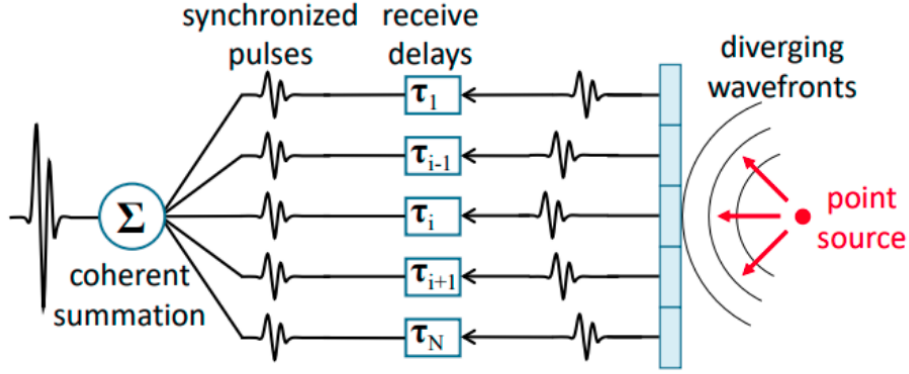 synchronized
pulses
receive
delays
diverging
wavefronts
τ1
τi-1
τi
τi+1
τN
Σ
coherent
summation
point
source